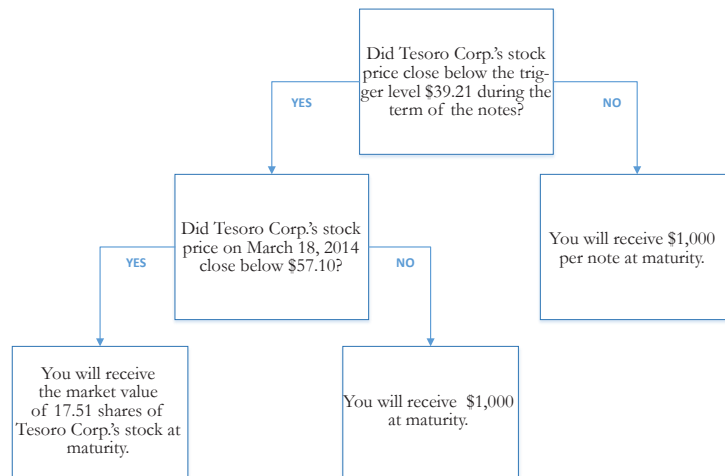 Did Tesoro Corp.'s stock
price close below the trig-
ger level $39.21 during the
term of the notes?
YES
NO
Did Tesoro Corp.'s stock
price on March 18, 2014
close below $57.10?
You will receive $1,000
per note at maturity.
YES
NO
You will receive
the market value
of 17.51 shares of
Tesoro Corp.'s stock at
maturity.
You will receive $1,000
at maturity.